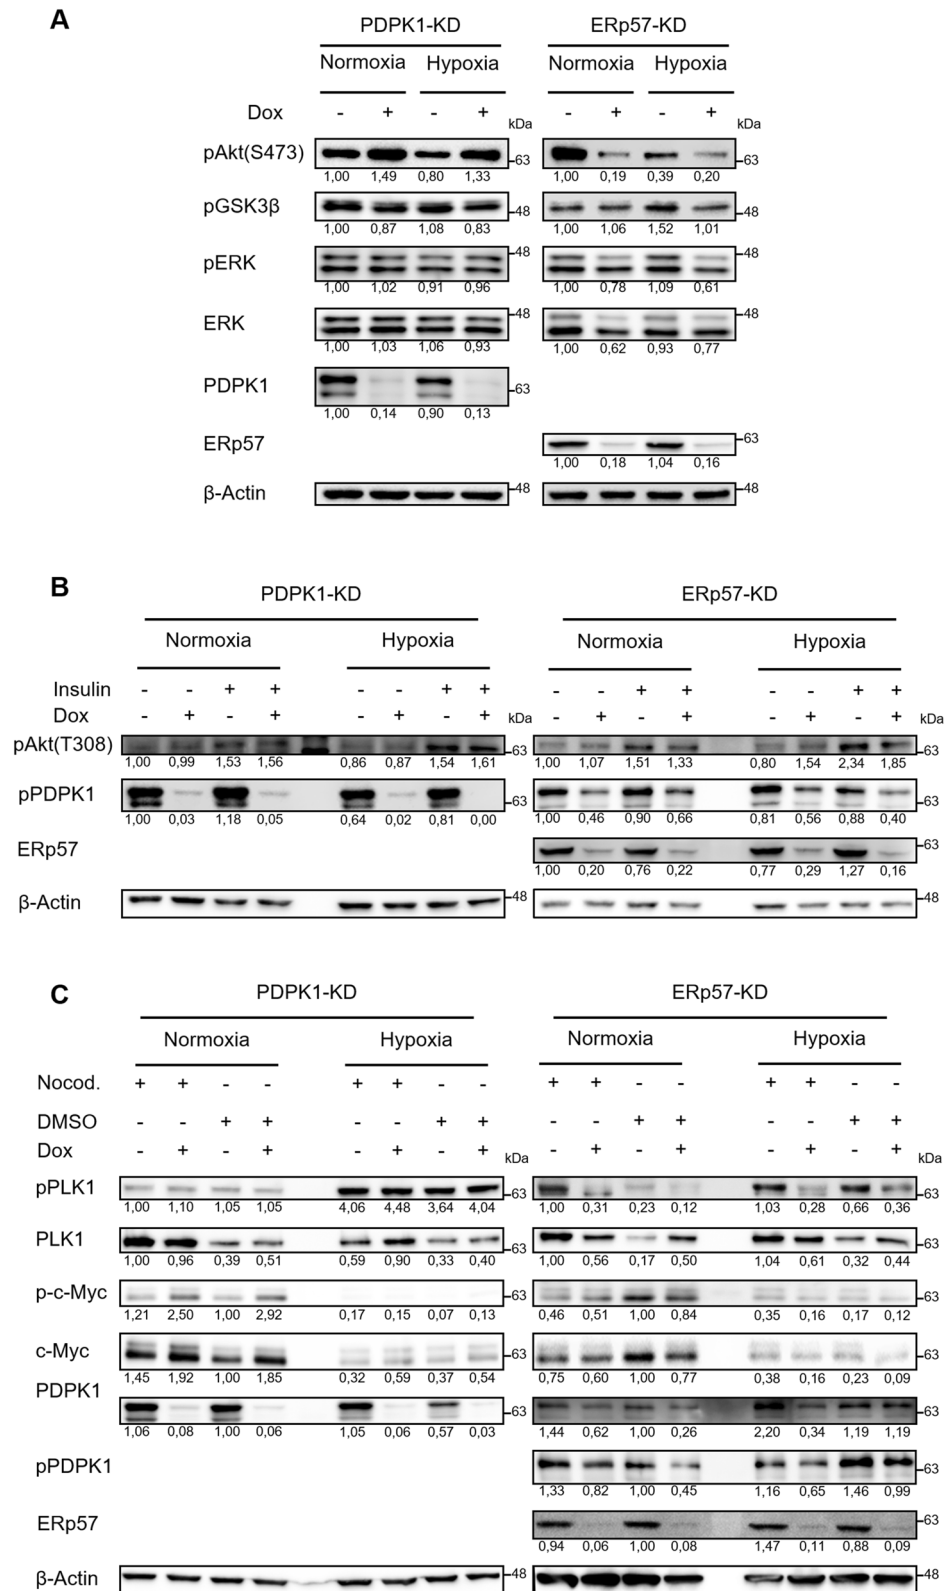 A
PDPK1-KD ERp57-KD
Normoxia Hypoxia Normoxia Hypoxia
Dox - + - + kDa - + - + kDa
pAkt(S473) 63 63
1,00 1,49 0,80 1,33 1,00 0,19 0,39 0,20
pGSK3β 48 48
1,00 0,87 1,08 0,83 1,00 1,06 1,52 1,01
pERK 48 48
1,00 1,02 0,91 0,96 1,00 0,78 1,09 0,61
ERK 48 48
1,00 1,03 1,06 0,93 1,00 0,62 0,93 0,77
PDPK1 63
1,00 0,14 0,90 0,13
ERp57 63
1,00 0,18 1,04 0,16
β-Actin 48 48
B
PDPK1-KD ERp57-KD
Normoxia Hypoxia Normoxia Hypoxia
Insulin - - + + - - + + - - + + - - + +
Dox - + - + - + - + kDa - + - + - + - + kDa
pAkt(T308) 63 63
1,00 0,99 1,53 1,56 0,86 0,87 1,54 1,61 1,00 1,07 1,51 1,33 0,80 1,54 2,34 1,85
pPDPK1 63 63
1,00 0,03 1,18 0,05 0,64 0,02 0,81 0,00 1,00 0,46 0,90 0,66 0,81 0,56 0,88 0,40
ERp57 63
1,00 0,20 0,76 0,22 0,77 0,29 1,27 0,16
β-Actin 48 48
C
PDPK1-KD ERp57-KD
Normoxia Hypoxia Normoxia Hypoxia
Nocod. + + - - + + - - + + - - + + - -
DMSO - - + + - - + + - - + + - - + +
Dox - + - + - + - + kDa - + - + - + - + kDa
pPLK1 63 63
1,00 1,10 1,05 1,05 4,06 4,48 3,64 4,04 1,00 0,31 0,23 0,12 1,03 0,28 0,66 0,36
PLK1 63 63
1,00 0,96 0,39 0,51 0,59 0,90 0,33 0,40 1,00 0,56 0,17 0,50 1,04 0,61 0,32 0,44
p-c-Myc 63 63
1,21 2,50 1,00 2,92 0,17 0,15 0,07 0,13 0,46 0,51 1,00 0,84 0,35 0,16 0,17 0,12
c-Myc 63 63
1,45 1,92 1,00 1,85 0,32 0,59 0,37 0,54 0,75 0,60 1,00 0,77 0,38 0,16 0,23 0,09
PDPK1 63 63
1,06 0,08 1,00 0,06 1,05 0,06 0,57 0,03 1,44 0,62 1,00 0,26 2,20 0,34 1,19 1,19
pPDPK1 63
1,33 0,82 1,00 0,45 1,16 0,65 1,46 0,99
ERp57 63
0,94 0,06 1,00 0,08 1,47 0,11 0,88 0,09
β-Actin 48 48